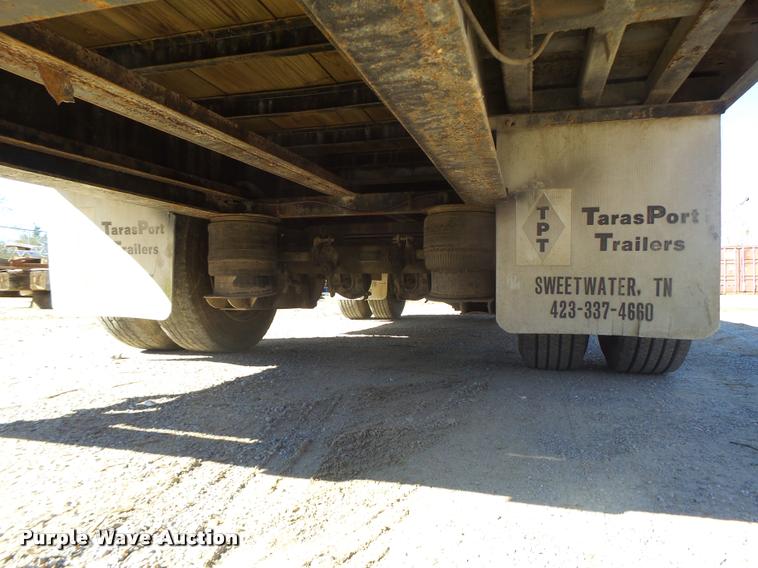 TarasPort
Trailers
TPT
TarasPort
Trailers
SWEETWATER, TN
423-337-4660
Purple Wave Auction